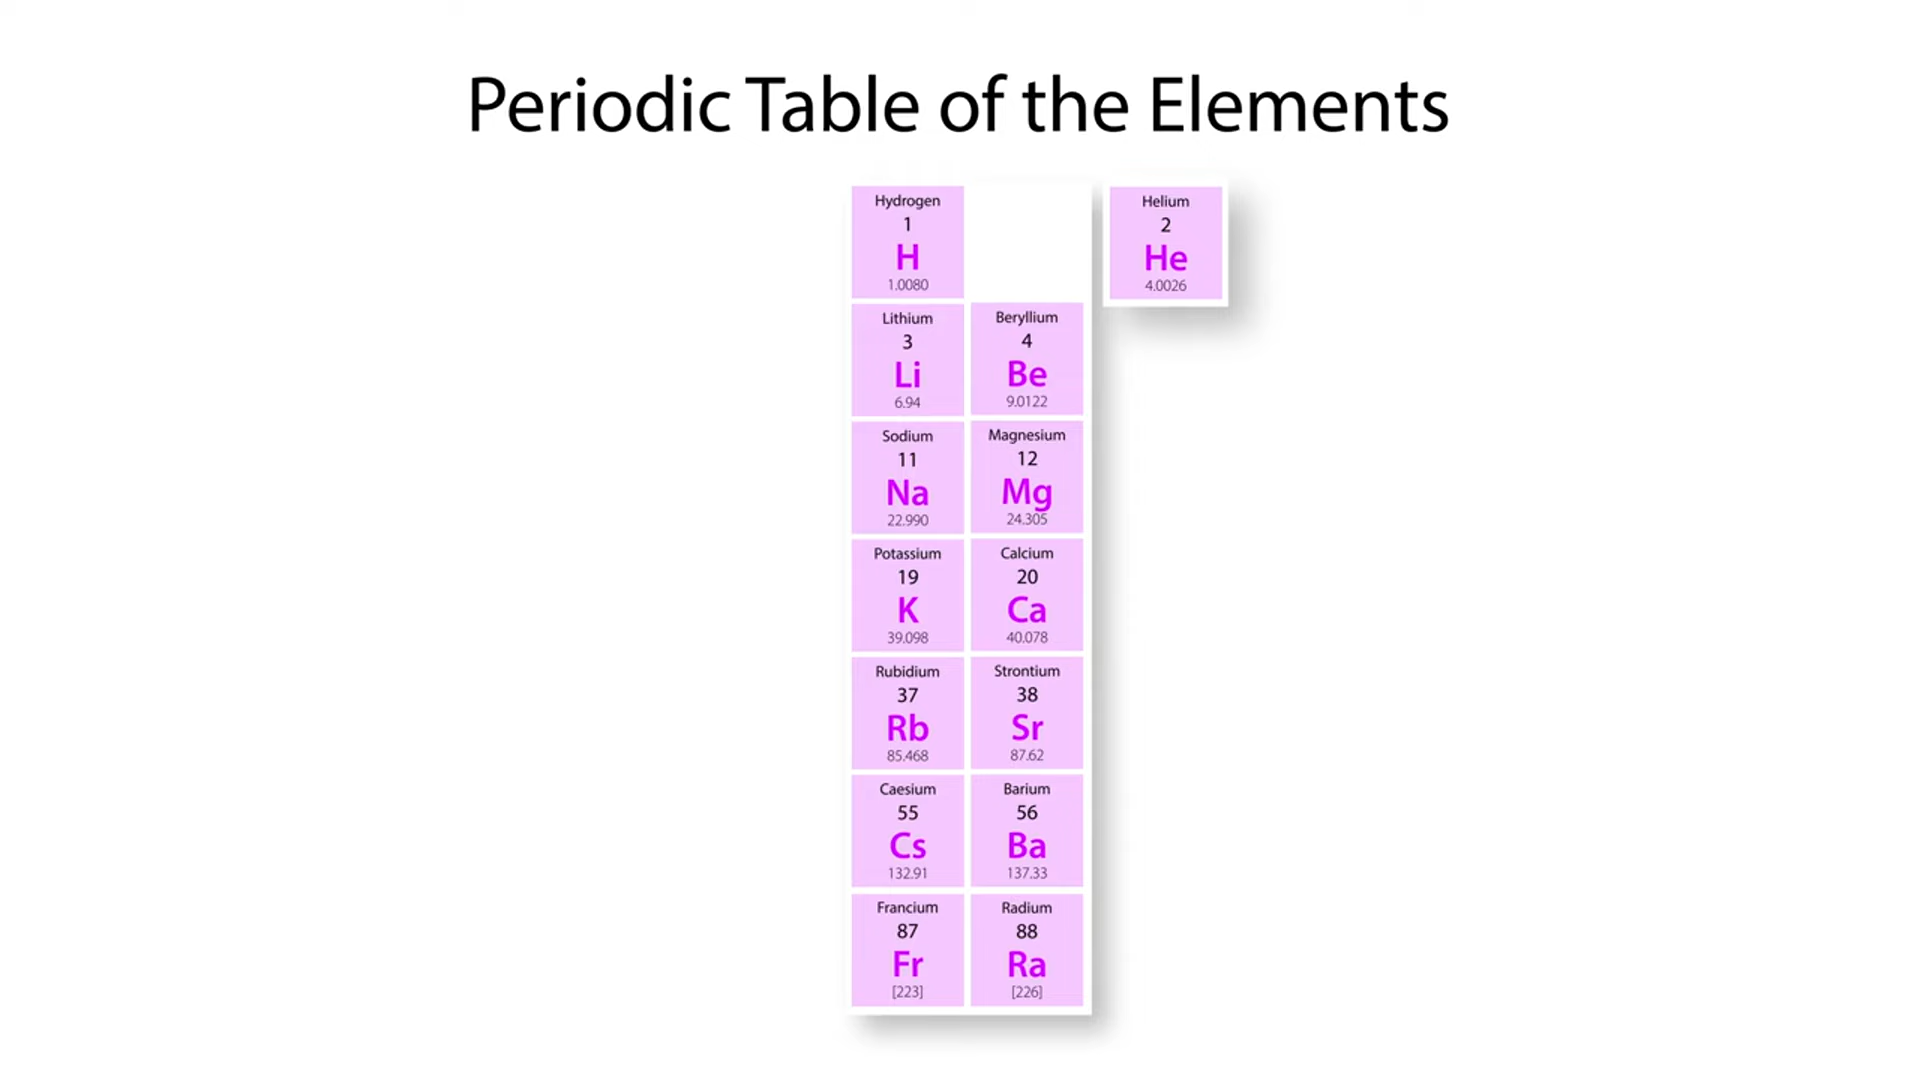 Periodic Table of the Elements
Hydrogen
1
H
1.0080
Helium
2
He
4.0026
Lithium
3
Li
6.94
Beryllium
4
Be
9.0122
Sodium
11
Na
22.990
Magnesium
12
Mg
24.305
Potassium
19
K
39.098
Calcium
20
Ca
40.078
Rubidium
37
Rb
85.468
Strontium
38
Sr
87.62
Caesium
55
Cs
132.91
Barium
56
Ba
137.33
Francium
87
Fr
[223]
Radium
88
Ra
[226]